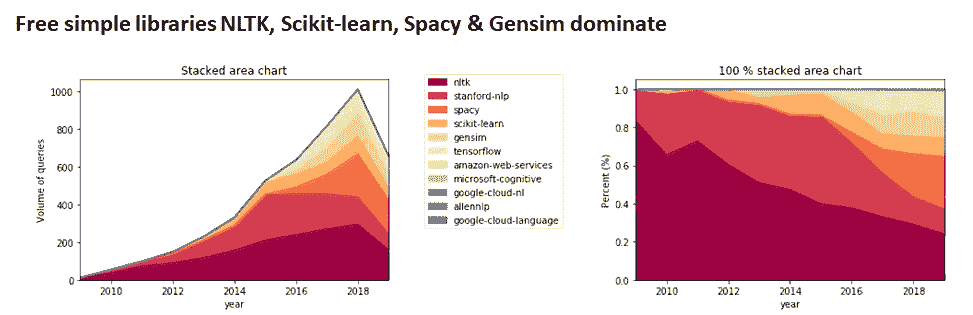 Free simple libraries NLTK, Scikit-learn, Spacy & Gensim dominate
Stacked area chart
Volume of queries
1000
800
600
400
200
0
2010 2012 2014 2016 2018
year
nltk
stanford-nlp
spacy
scikit-learn
gensim
tensorflow
amazon-web-services
microsoft-cognitive
google-cloud-nl
allennlp
google-cloud-language
100 % stacked area chart
Percent (%)
1.0
0.8
0.6
0.4
0.2
0.0
2010 2012 2014 2016 2018
year